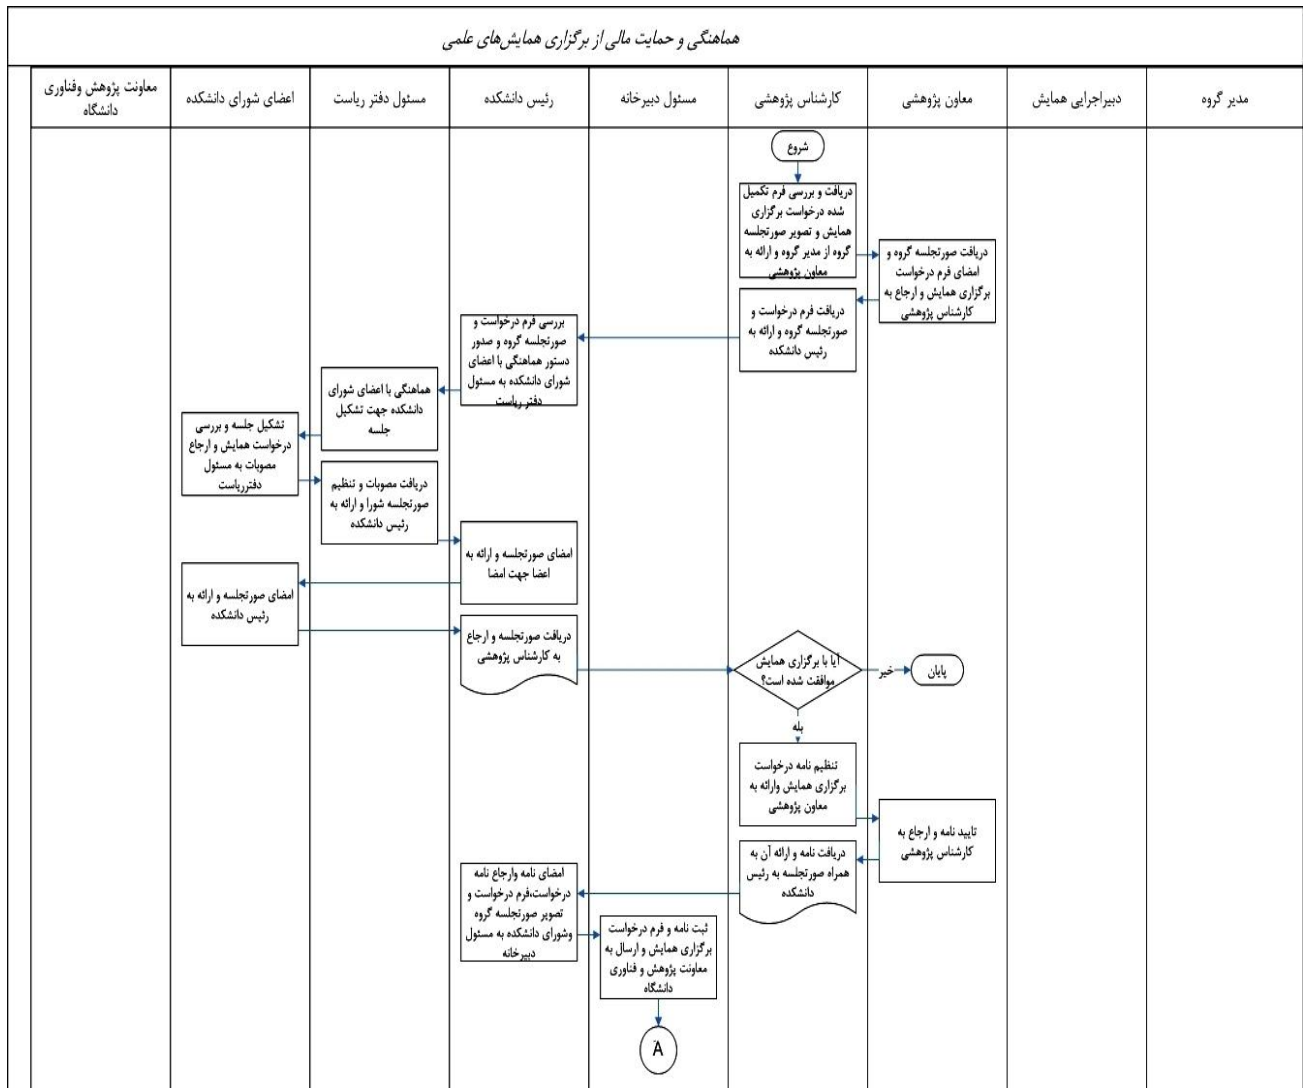 هماهنگی و حمایت مالی از برگزاری همایش‌های علمی
مدیر گروه
دبیراجرایی همایش
معاون پژوهشی
کارشناس پژوهشی
مسئول دبیرخانه
رئیس دانشکده
مسئول دفتر ریاست
اعضای شورای دانشکده
معاونت پژوهش وفناوری
دانشگاه
شروع
دریافت و بررسی فرم تکمیل
شده درخواست برگزاری
همایش و تصویر صورتجلسه
گروه از مدیر گروه و ارائه به
معاون پژوهشی
دریافت صورتجلسه گروه و
امضای فرم درخواست
برگزاری همایش و ارجاع به
کارشناس پژوهشی
دریافت فرم درخواست و
صورتجلسه گروه و ارائه به
رئیس دانشکده
بررسی فرم درخواست و
صورتجلسه گروه و صدور
دستور هماهنگی با اعضای
شورای دانشکده به مسئول
دفتر ریاست
هماهنگی با اعضای شورای
دانشکده جهت تشکیل
جلسه
تشکیل جلسه و بررسی
درخواست همایش و ارجاع
مصوبات به مسئول
دفترریاست
دریافت مصوبات و تنظیم
صورتجلسه شورا و ارائه به
رئیس دانشکده
امضای صورتجلسه و ارائه به
اعضا جهت امضا
امضای صورتجلسه و ارائه به
رئیس دانشکده
دریافت صورتجلسه و ارجاع
به کارشناس پژوهشی
آیا با برگزاری همایش
موافقت شده است؟
خیر
پایان
بله
تنظیم نامه درخواست
برگزاری همایش وارائه به
معاون پژوهشی
تایید نامه و ارجاع به
کارشناس پژوهشی
دریافت نامه و ارائه آن به
همراه صورتجلسه به رئیس
دانشکده
امضای نامه وارجاع نامه
درخواست،فرم درخواست و
تصویر صورتجلسه گروه
وشورای دانشکده به مسئول
دبیرخانه
ثبت نامه و فرم درخواست
برگزاری همایش و ارسال به
معاونت پژوهش و فناوری
دانشگاه
A